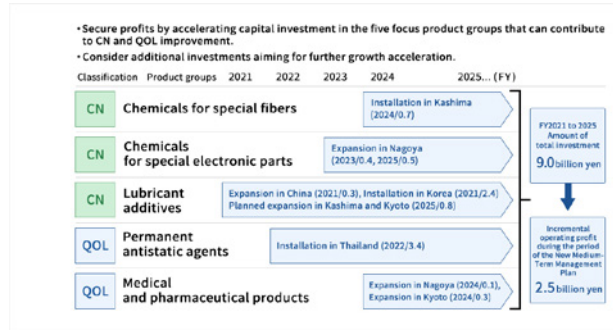 • Secure profits by accelerating capital investment in the five focus product groups that can contribute
to CN and QOL improvement.
• Consider additional investments aiming for further growth acceleration.
Classification Product groups 2021 2022 2023 2024 2025... (FY)
CN Chemicals for special fibers
Installation in Kashima
(2024/0.7)
CN Chemicals
for special electronic parts
Expansion in Nagoya
(2023/0.4, 2025/0.5)
CN Lubricant
additives
Expansion in China (2021/0.3), Installation in Korea (2021/2.4)
Planned expansion in Kashima and Kyoto (2025/0.8)
QOL Permanent
antistatic agents
Installation in Thailand (2022/3.4)
QOL Medical
and pharmaceutical products
Expansion in Nagoya (2024/0.1),
Expansion in Kyoto (2024/0.3)
FY2021 to 2025
Amount of
total investment
9.0 billion yen
Incremental
operating profit
during the period
of the New Medium-
Term Management
Plan
2.5 billion yen